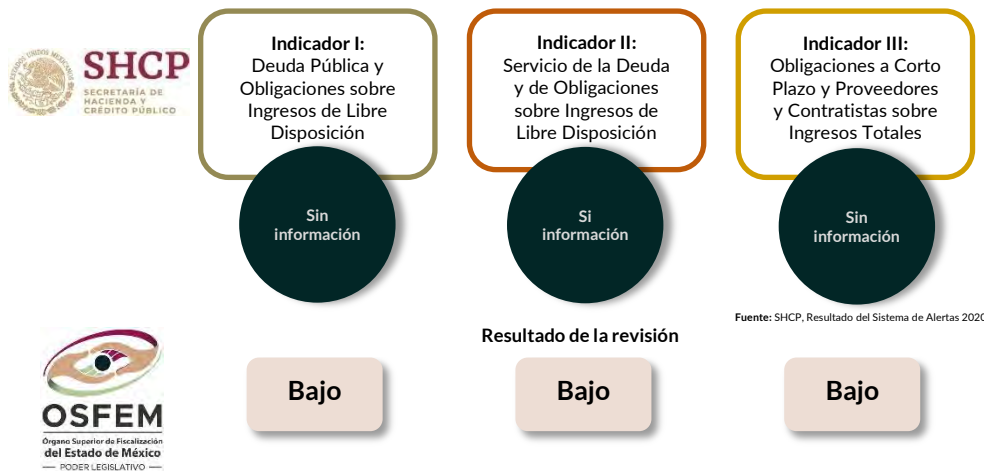 SHCP
SECRETARÍA DE
HACIENDA Y
CRÉDITO PÚBLICO
Indicador I:
Deuda Pública y
Obligaciones sobre
Ingresos de Libre
Disposición
Indicador II:
Servicio de la Deuda
y de Obligaciones
sobre Ingresos de
Libre Disposición
Indicador III:
Obligaciones a Corto
Plazo y Proveedores
y Contratistas sobre
Ingresos Totales
Sin
información
Si
información
Sin
información
Fuente: SHCP, Resultado del Sistema de Alertas 2020
Resultado de la revisión
Bajo
Bajo
Bajo
OSFEM
Órgano Superior de Fiscalización
del Estado de México
PODER LEGISLATIVO